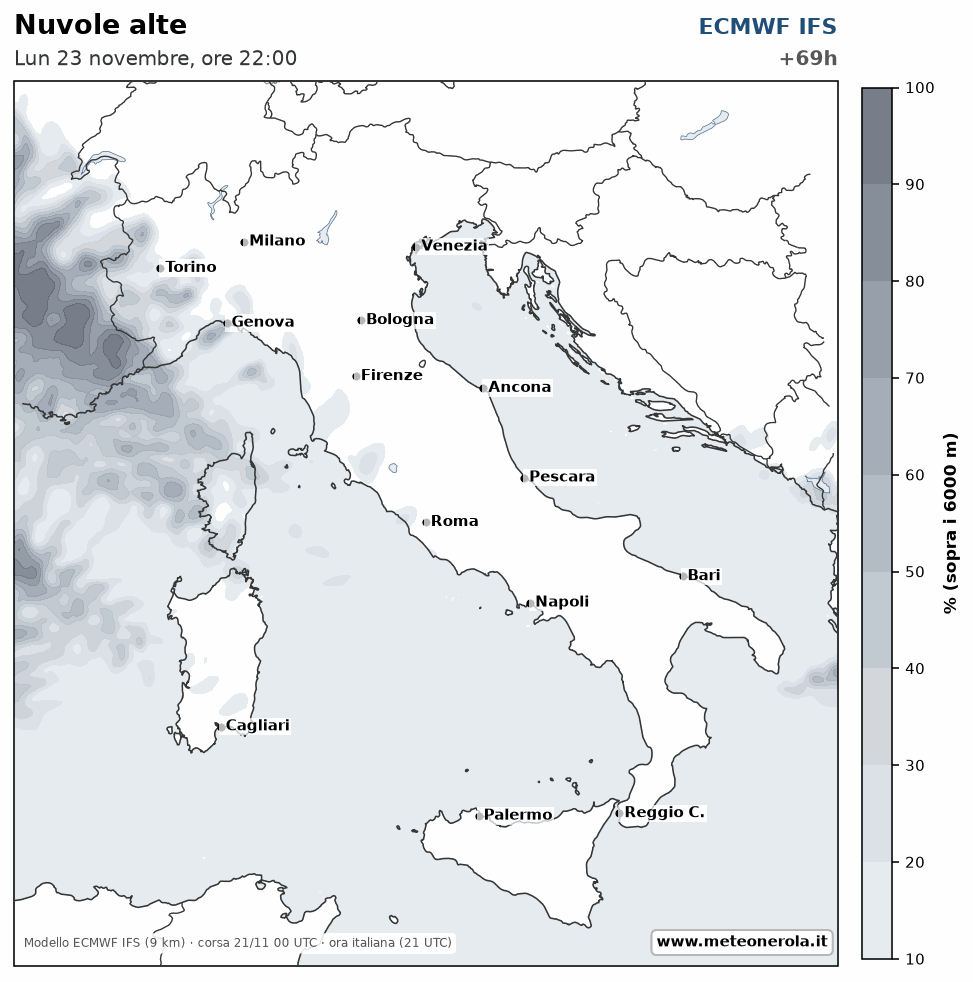 Nuvole alte
ECMWF IFS
Lun 23 novembre, ore 22:00
+69h
Milano
Venezia
Torino
Genova
Bologna
Firenze
Ancona
Pescara
Roma
Bari
Napoli
Cagliari
Palermo
Reggio C.
100
90
80
70
60
50
40
30
20
10
% (sopra i 6000 m)
Modello ECMWF IFS (9 km) · corsa 21/11 00 UTC · ora italiana (21 UTC)
www.meteonerola.it